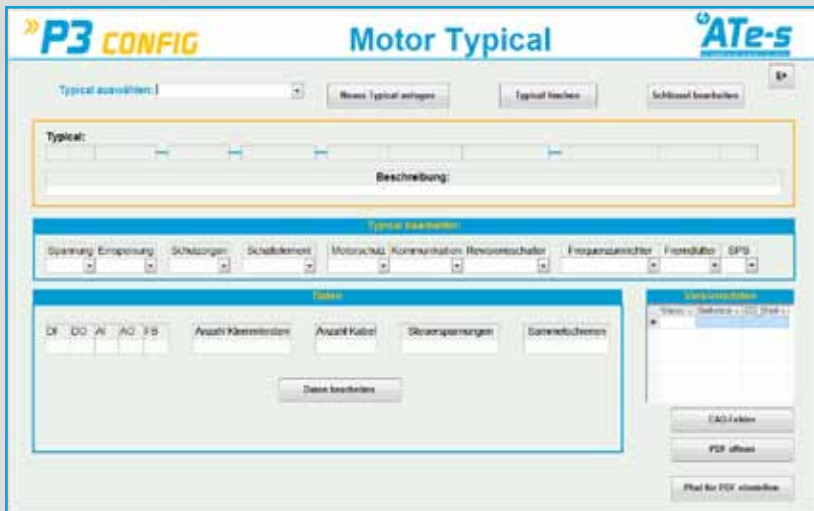 »P3 CONFIG
Motor Typical
ATe-s
Typical auswählen:
Neues Typical anlegen
Typical löschen
Schlüssel bearbeiten
Typical:
Beschreibung:
Typical bearbeiten
Spannung Einspeisung Schutzorgan Schaltelement Motorschutz Kommunikation Revisionsschalter Frequenzumrichter Fremdlüfter SPS
Daten
Versionsdaten
DI DO AI AO FB Anzahl Klemmleisten Anzahl Kabel Steuerspannungen Sammelschienen
Daten bearbeiten
CAD-Fehler
PDF öffnen
Pfad für PDF einstellen